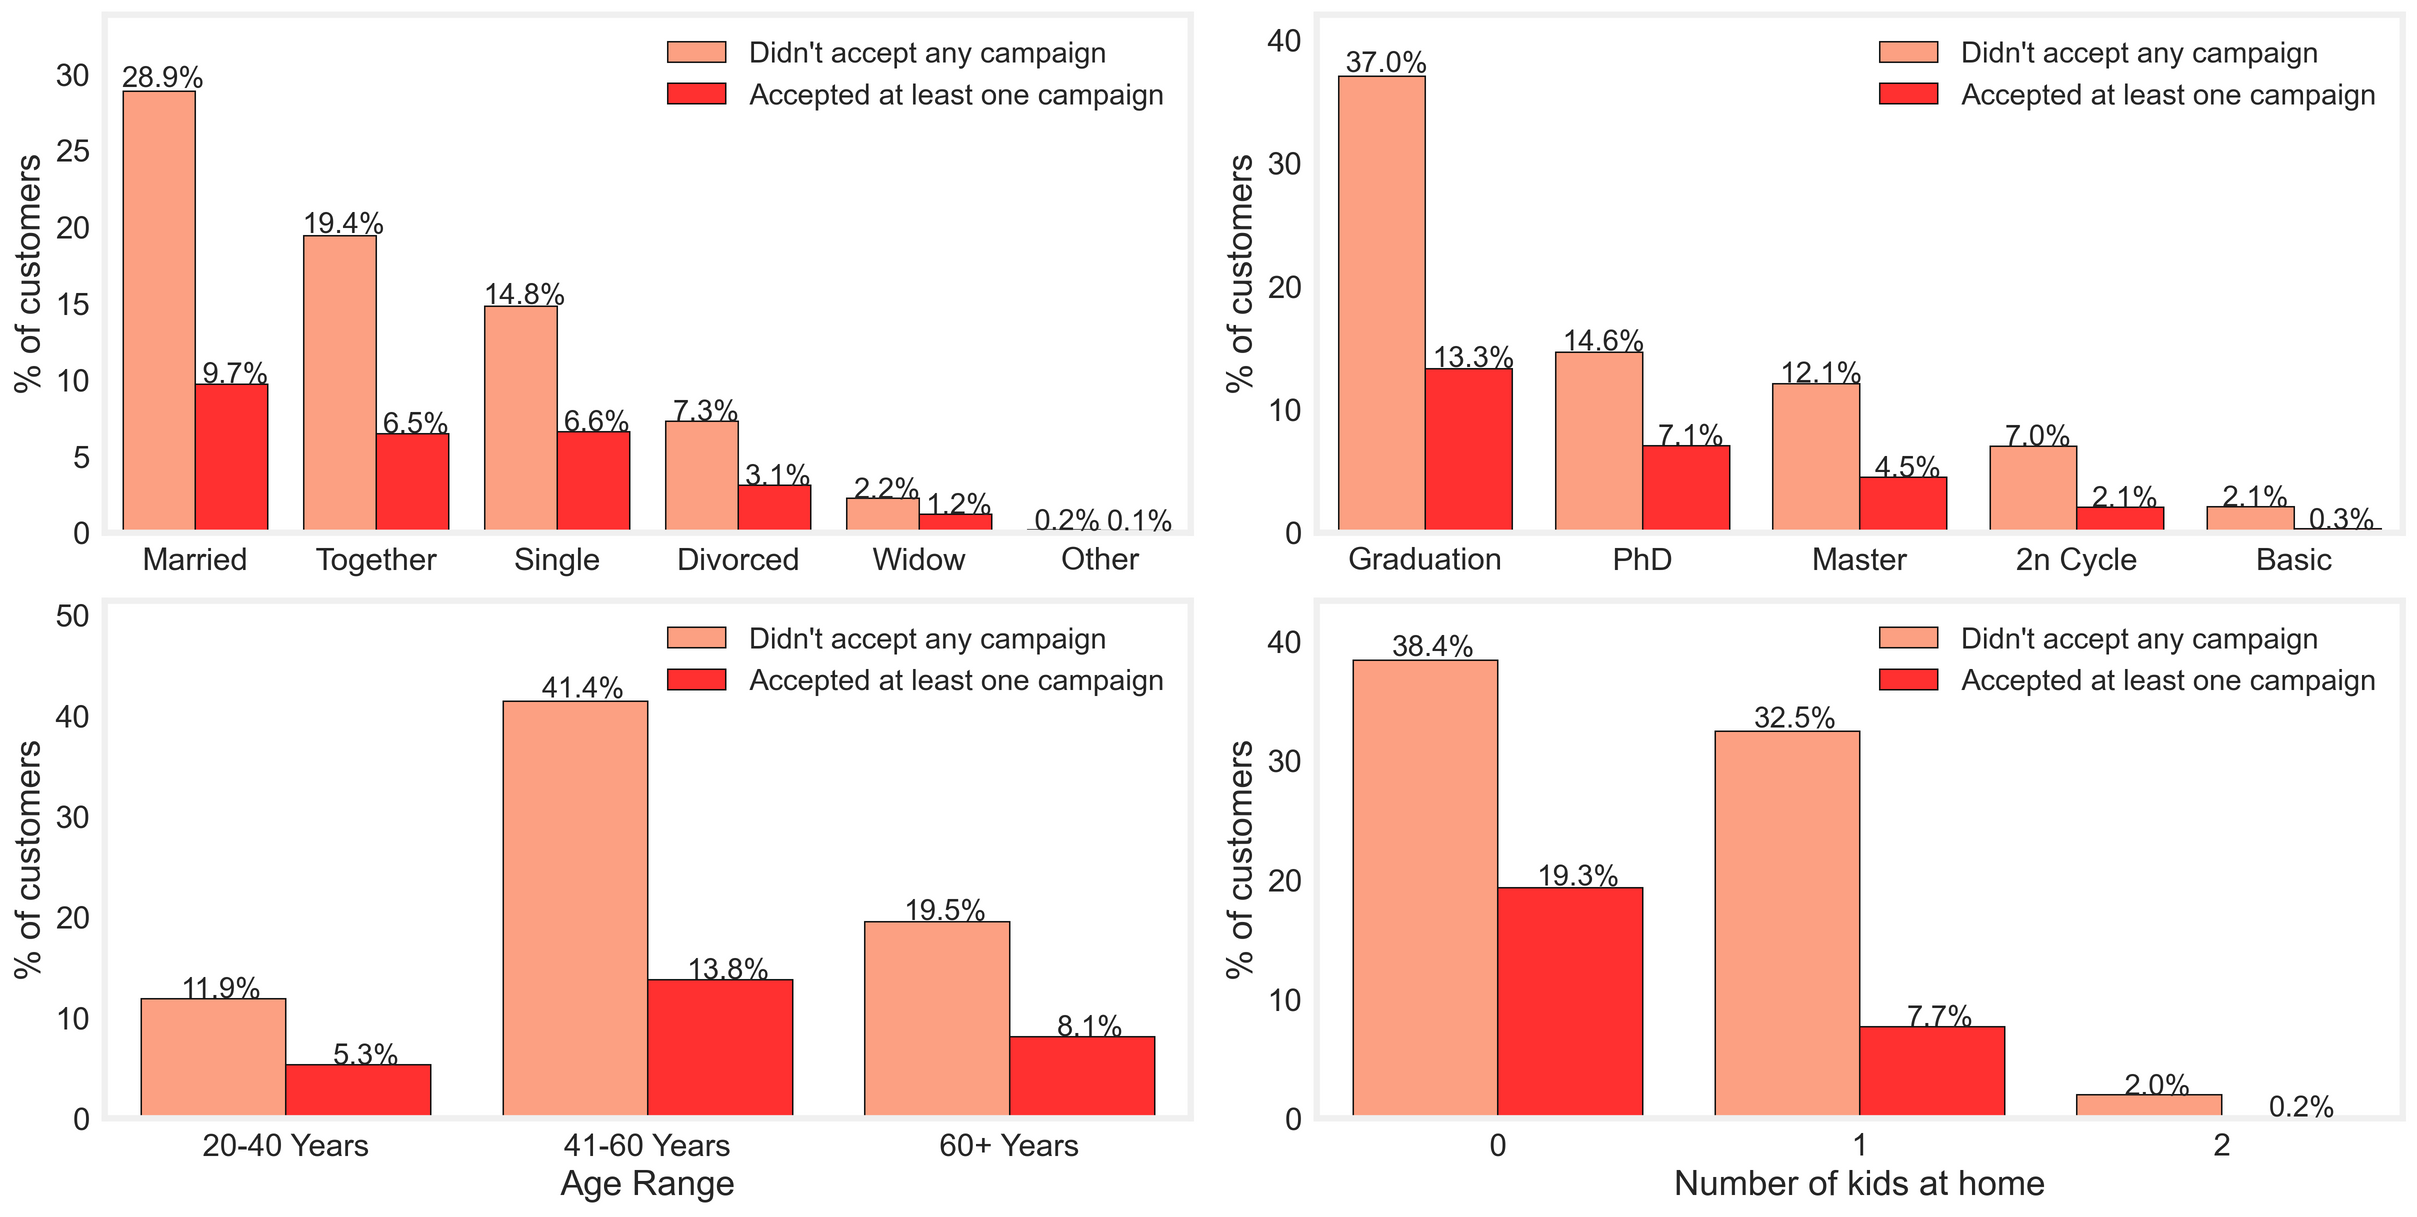 Didn't accept any campaign
Accepted at least one campaign
% of customers
30
25
20
15
10
5
0
28.9%
9.7%
19.4%
6.5%
14.8%
6.6%
7.3%
3.1%
2.2%
1.2%
0.2%
0.1%
Married
Together
Single
Divorced
Widow
Other
Didn't accept any campaign
Accepted at least one campaign
% of customers
40
30
20
10
0
37.0%
13.3%
14.6%
7.1%
12.1%
4.5%
7.0%
2.1%
2.1%
0.3%
Graduation
PhD
Master
2n Cycle
Basic
Didn't accept any campaign
Accepted at least one campaign
% of customers
50
40
30
20
10
0
11.9%
5.3%
41.4%
13.8%
19.5%
8.1%
20-40 Years
41-60 Years
60+ Years
Age Range
Didn't accept any campaign
Accepted at least one campaign
% of customers
40
30
20
10
0
38.4%
19.3%
32.5%
7.7%
2.0%
0.2%
0
1
2
Number of kids at home